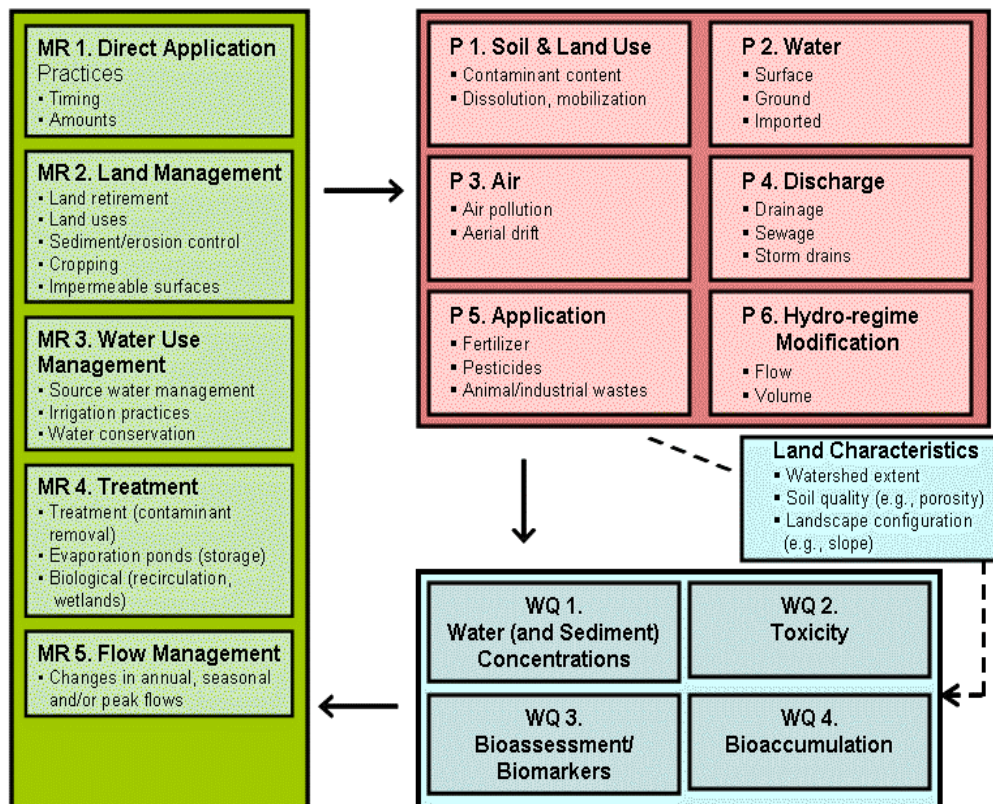 MR 1. Direct Application
Practices
▪ Timing
▪ Amounts
MR 2. Land Management
▪ Land retirement
▪ Land uses
▪ Sediment/erosion control
▪ Cropping
▪ Impermeable surfaces
MR 3. Water Use
Management
▪ Source water management
▪ Irrigation practices
▪ Water conservation
MR 4. Treatment
▪ Treatment (contaminant
removal)
▪ Evaporation ponds (storage)
▪ Biological (recirculation,
wetlands)
MR 5. Flow Management
▪ Changes in annual, seasonal
and/or peak flows
P 1. Soil & Land Use
▪ Contaminant content
▪ Dissolution, mobilization
P 2. Water
▪ Surface
▪ Ground
▪ Imported
P 3. Air
▪ Air pollution
▪ Aerial drift
P 4. Discharge
▪ Drainage
▪ Sewage
▪ Storm drains
P 5. Application
▪ Fertilizer
▪ Pesticides
▪ Animal/industrial wastes
P 6. Hydro-regime
Modification
▪ Flow
▪ Volume
Land Characteristics
▪ Watershed extent
▪ Soil quality (e.g., porosity)
▪ Landscape configuration
(e.g., slope)
WQ 1.
Water (and Sediment)
Concentrations
WQ 2.
Toxicity
WQ 3.
Bioassessment/
Biomarkers
WQ 4.
Bioaccumulation